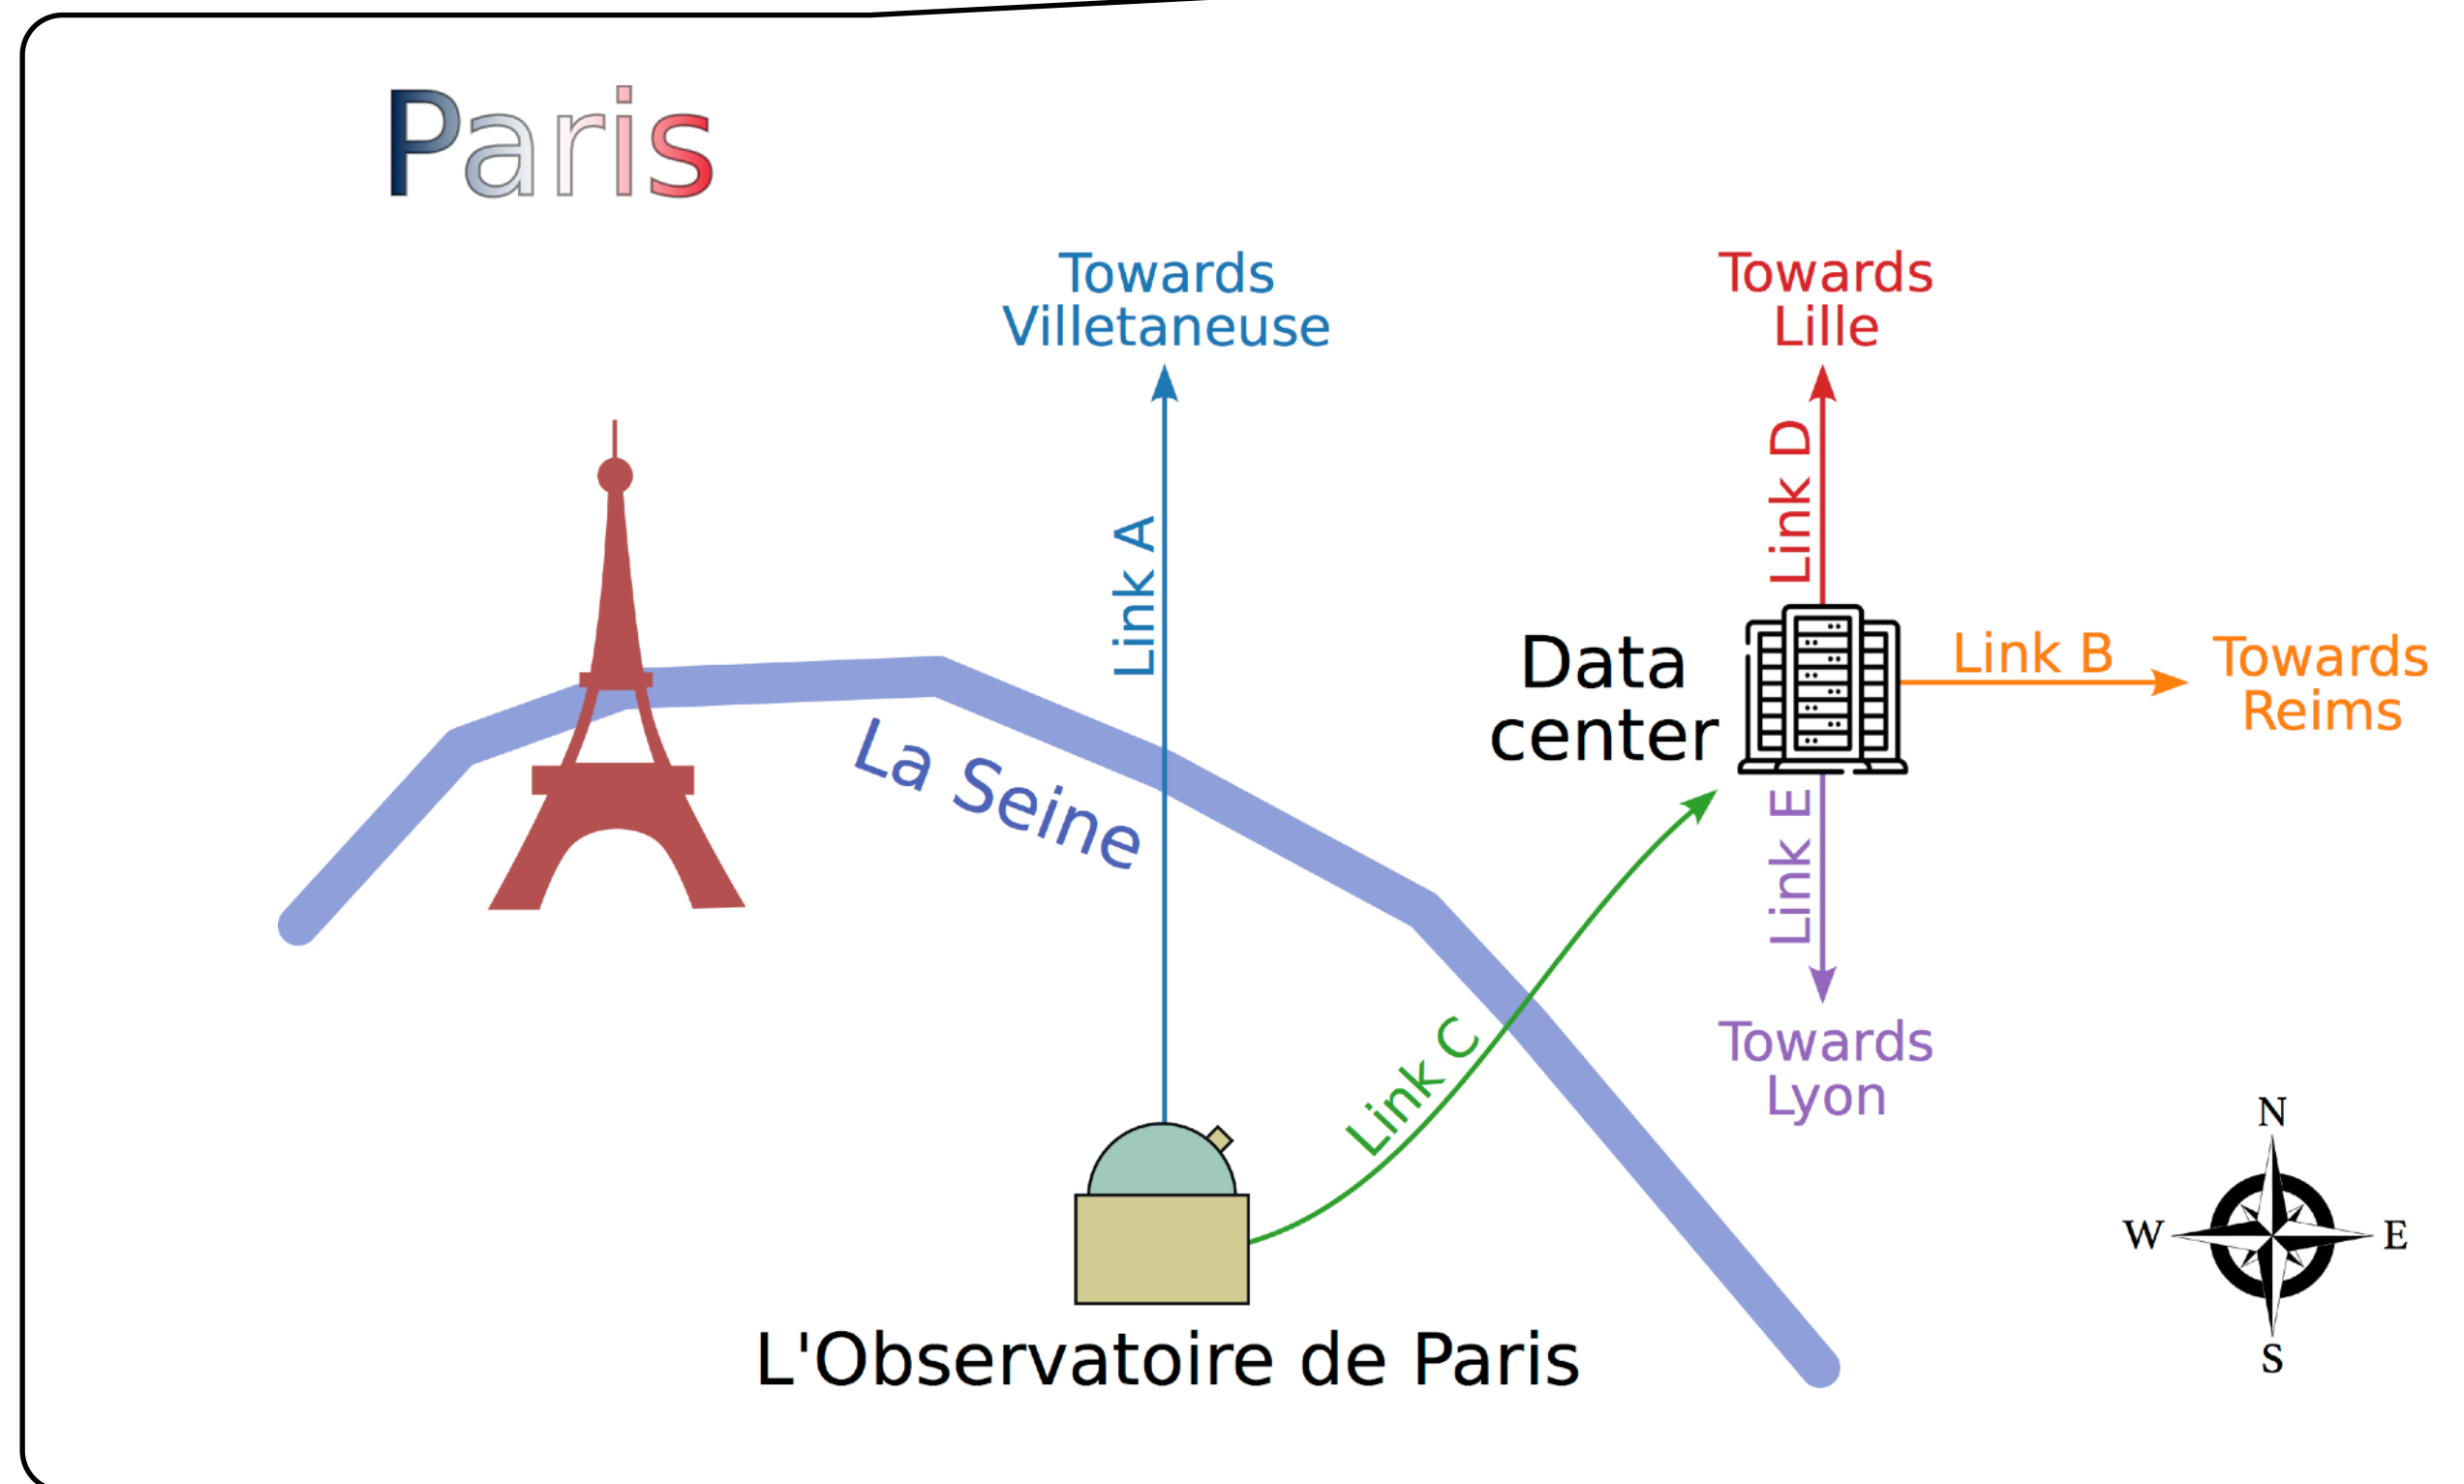 Paris
Towards
Villetaneuse
Towards
Lille
Link A
Link D
Data
center
Link B
Towards
Reims
La Seine
Link E
Link C
Towards
Lyon
L'Observatoire de Paris
N
W
E
S